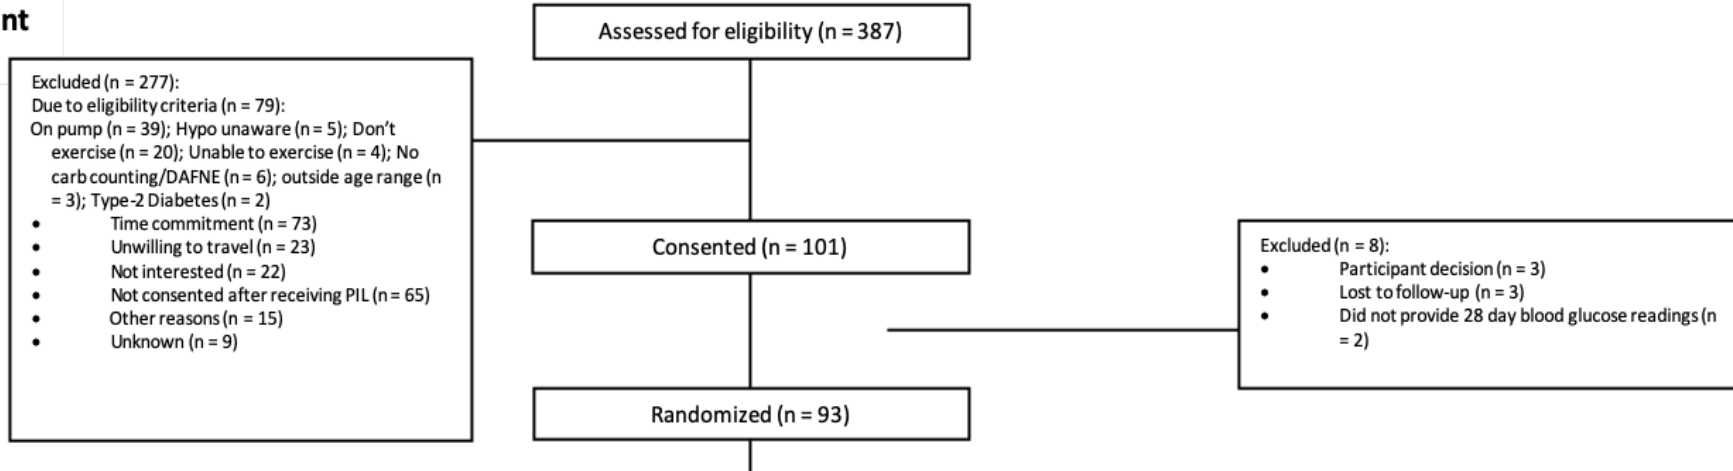 nt
Assessed for eligibility (n = 387)
Excluded (n = 277):
Due to eligibility criteria (n = 79):
On pump (n = 39); Hypo unaware (n = 5); Don’t
exercise (n = 20); Unable to exercise (n = 4); No
carb counting/DAFNE (n = 6); outside age range (n
= 3); Type-2 Diabetes (n = 2)
• Time commitment (n = 73)
• Unwilling to travel (n = 23)
• Not interested (n = 22)
• Not consented after receiving PIL (n = 65)
• Other reasons (n = 15)
• Unknown (n = 9)
Consented (n = 101)
Excluded (n = 8):
• Participant decision (n = 3)
• Lost to follow-up (n = 3)
• Did not provide 28 day blood glucose readings (n
= 2)
Randomized (n = 93)